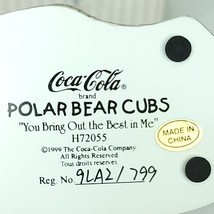 Coca-Cola
brand
POLAR BEAR CUBS
"You Bring Out the Best in Me"
H72055
©1999 The Coca-Cola Company
All Rights Reserved
Tous droits reserves
Reg. No. 9LA2/799
MADE IN
CHINA